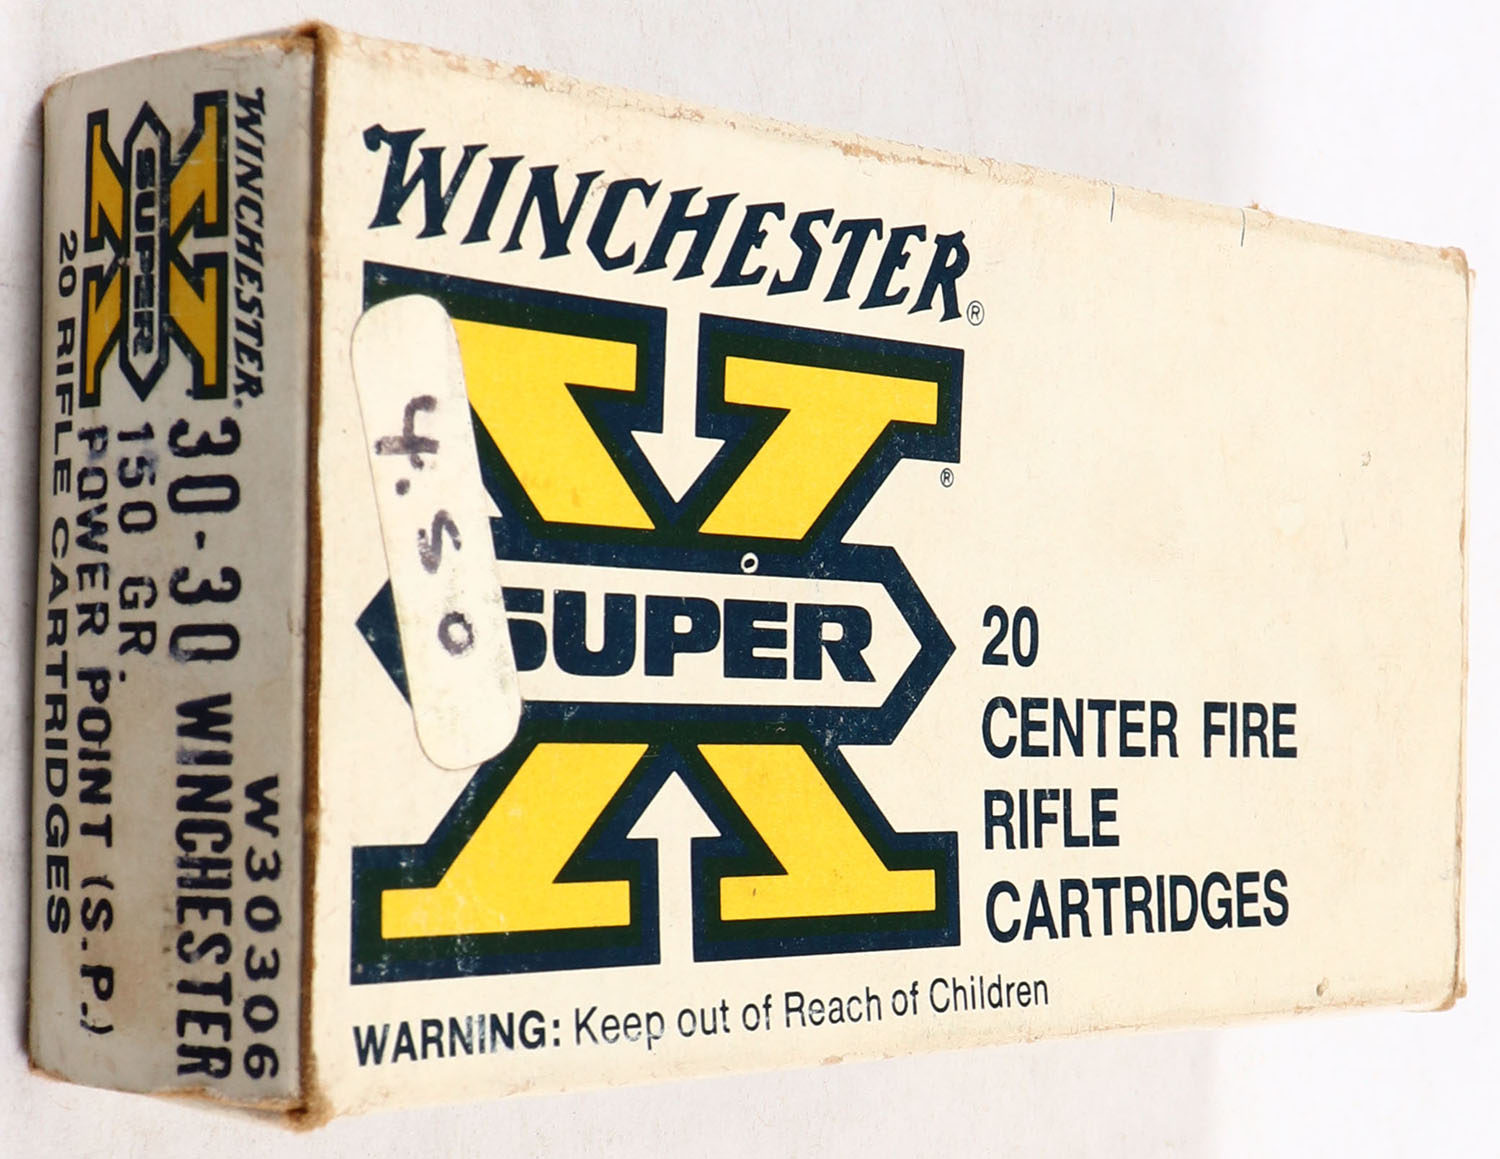 WINCHESTER®
SUPER X®
4.50
20
CENTER FIRE
RIFLE
CARTRIDGES
WARNING: Keep out of Reach of Children
WINCHESTER®
SUPER X
W30306
30-30 WINCHESTER
150 GR.
POWER POINT (S.P.)
20 RIFLE CARTRIDGES